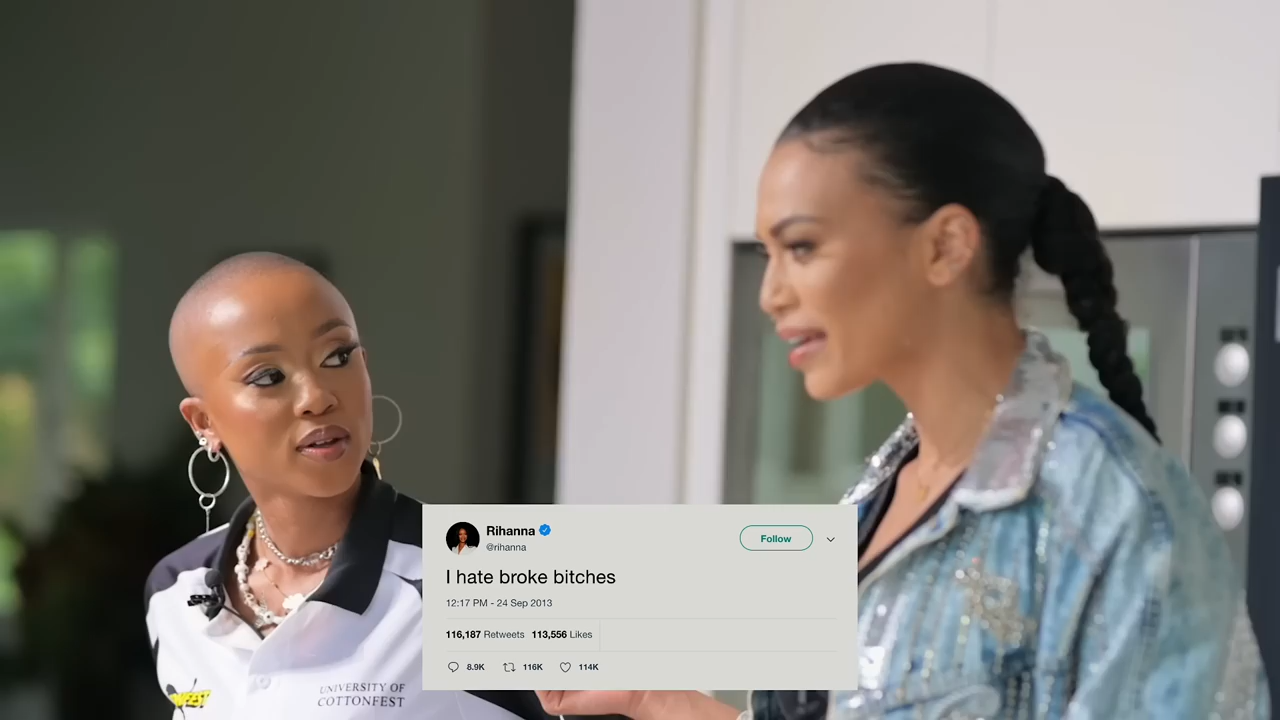 Rihanna
@rihanna
Follow
I hate broke bitches
12:17 PM - 24 Sep 2013
116,187 Retweets 113,556 Likes
8.9K 116K 114K
UNIVERSITY OF
COTTONFEST